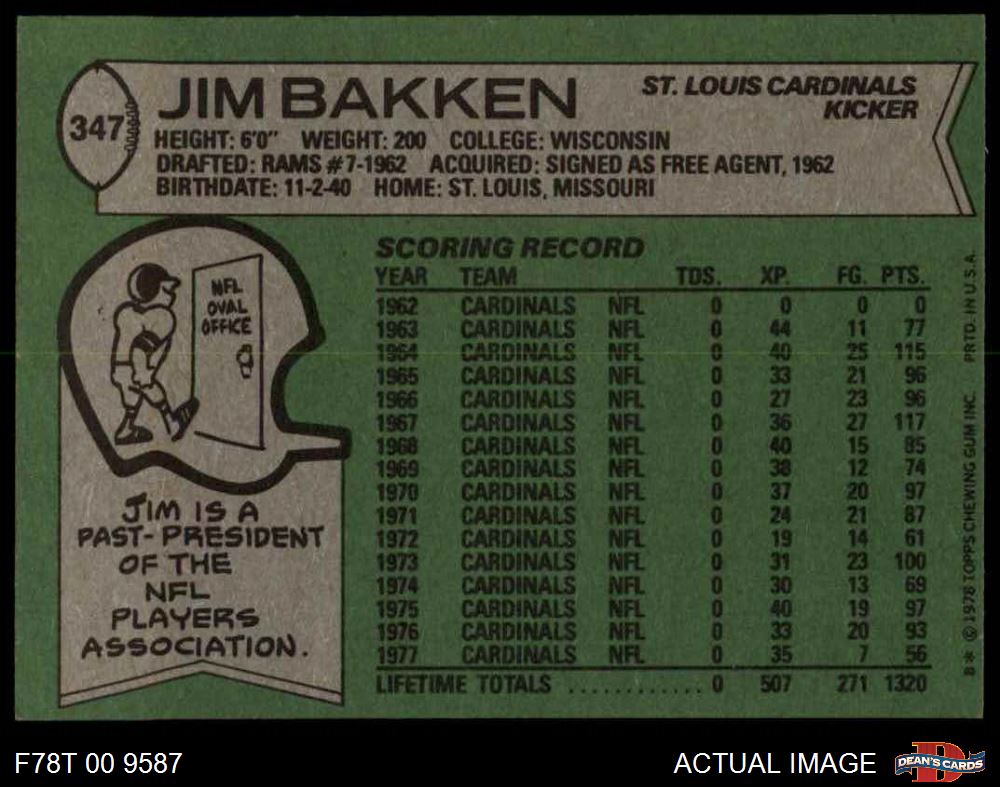 347
JIM BAKKEN
ST. LOUIS CARDINALS
KICKER
HEIGHT: 6'0" WEIGHT: 200 COLLEGE: WISCONSIN
DRAFTED: RAMS #7-1962 ACQUIRED: SIGNED AS FREE AGENT, 1962
BIRTHDATE: 11-2-40 HOME: ST. LOUIS, MISSOURI
NFL
OVAL
OFFICE
JIM IS A
PAST-PRESIDENT
OF THE
NFL
PLAYERS
ASSOCIATION.
SCORING RECORD
YEAR TEAM TDS. XP. FG. PTS.
1962 CARDINALS NFL 0 0 0 0
1963 CARDINALS NFL 0 44 11 77
1964 CARDINALS NFL 0 40 25 115
1965 CARDINALS NFL 0 33 21 96
1966 CARDINALS NFL 0 27 23 96
1967 CARDINALS NFL 0 36 27 117
1968 CARDINALS NFL 0 40 15 85
1969 CARDINALS NFL 0 38 12 74
1970 CARDINALS NFL 0 37 20 97
1971 CARDINALS NFL 0 24 21 87
1972 CARDINALS NFL 0 19 14 61
1973 CARDINALS NFL 0 31 23 100
1974 CARDINALS NFL 0 30 13 69
1975 CARDINALS NFL 0 40 19 97
1976 CARDINALS NFL 0 33 20 93
1977 CARDINALS NFL 0 35 7 56
LIFETIME TOTALS ............ 0 507 271 1320
B* © 1978 TOPPS CHEWING GUM INC. PRTD. IN U.S.A.
F78T 00 9587
ACTUAL IMAGE
DEAN'S CARDS